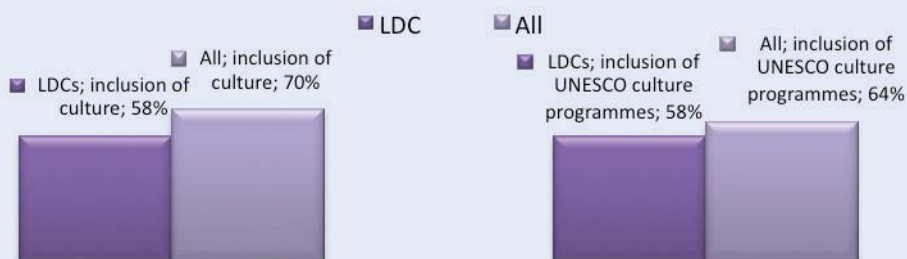 LDC
All
LDCs; inclusion of
culture; 58%
All; inclusion of
culture; 70%
LDCs; inclusion of
UNESCO culture
programmes; 58%
All; inclusion of
UNESCO culture
programmes; 64%